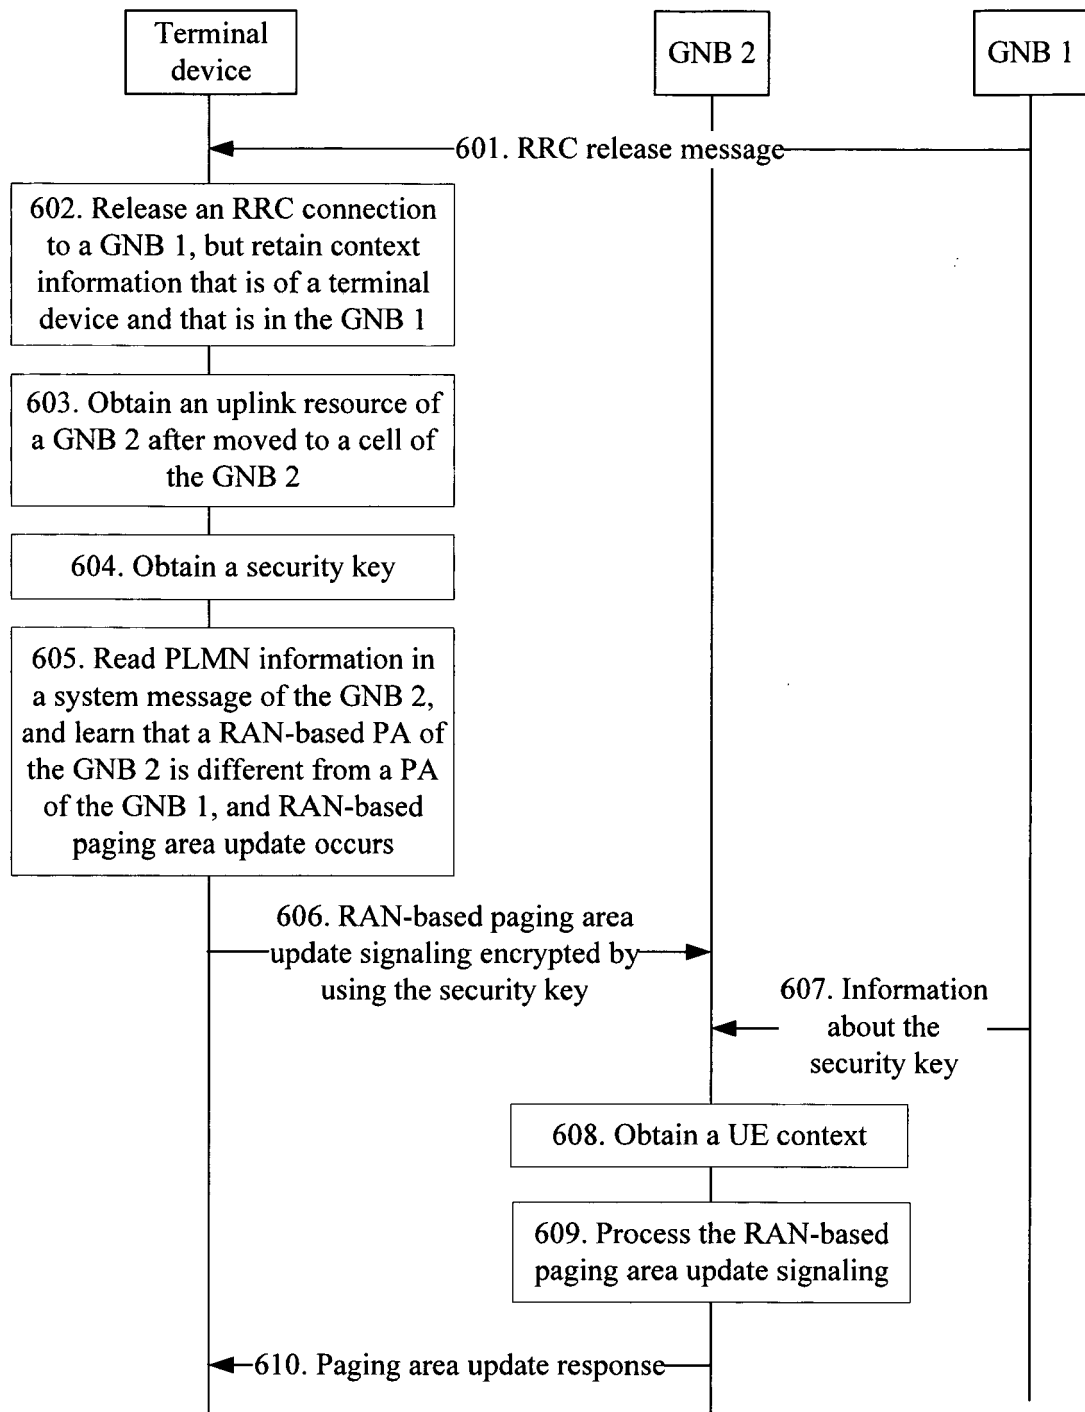 Terminal
device
GNB 2
GNB 1
601. RRC release message
602. Release an RRC connection
to a GNB 1, but retain context
information that is of a terminal
device and that is in the GNB 1
603. Obtain an uplink resource of
a GNB 2 after moved to a cell of
the GNB 2
604. Obtain a security key
605. Read PLMN information in
a system message of the GNB 2,
and learn that a RAN-based PA of
the GNB 2 is different from a PA
of the GNB 1, and RAN-based
paging area update occurs
606. RAN-based paging area
update signaling encrypted by
using the security key
607. Information
about the
security key
608. Obtain a UE context
609. Process the RAN-based
paging area update signaling
610. Paging area update response